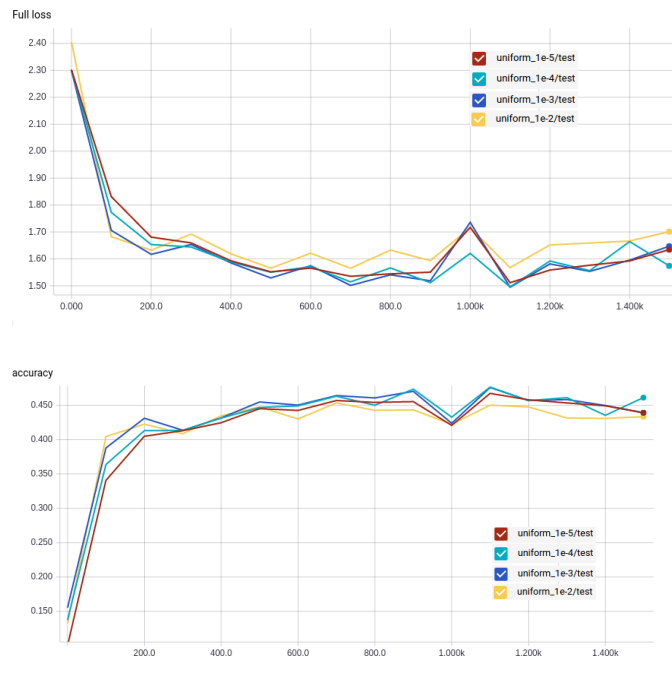 Full loss
2.40
2.30
2.20
2.10
2.00
1.90
1.80
1.70
1.60
1.50
uniform_1e-5/test
uniform_1e-4/test
uniform_1e-3/test
uniform_1e-2/test
0.000 200.0 400.0 600.0 800.0 1.000k 1.200k 1.400k
accuracy
0.450
0.400
0.350
0.300
0.250
0.200
0.150
uniform_1e-5/test
uniform_1e-4/test
uniform_1e-3/test
uniform_1e-2/test
200.0 400.0 600.0 800.0 1.000k 1.200k 1.400k